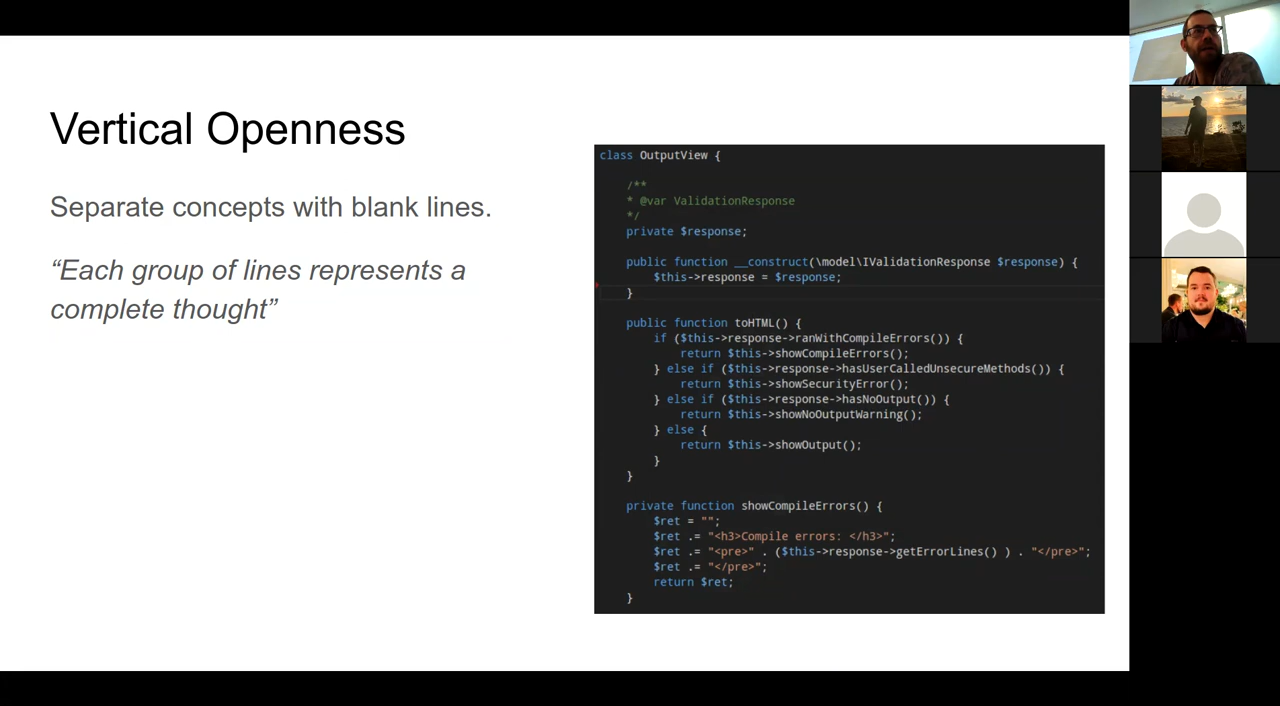 Vertical Openness
Separate concepts with blank lines.
“Each group of lines represents a
complete thought”
class OutputView {
/**
* @var ValidationResponse
*/
private $response;
public function __construct(\model\IValidationResponse $response) {
$this->response = $response;
}
public function toHTML() {
if ($this->response->ranWithCompileErrors()) {
return $this->showCompileErrors();
} else if ($this->response->hasUserCalledUnsecureMethods()) {
return $this->showSecurityError();
} else if ($this->response->hasNoOutput()) {
return $this->showNoOutputWarning();
} else {
return $this->showOutput();
}
}
private function showCompileErrors() {
$ret = "";
$ret .= "<h3>Compile errors: </h3>";
$ret .= "<pre>" . ($this->response->getErrorLines() ) . "</pre>";
$ret .= "</pre>";
return $ret;
}